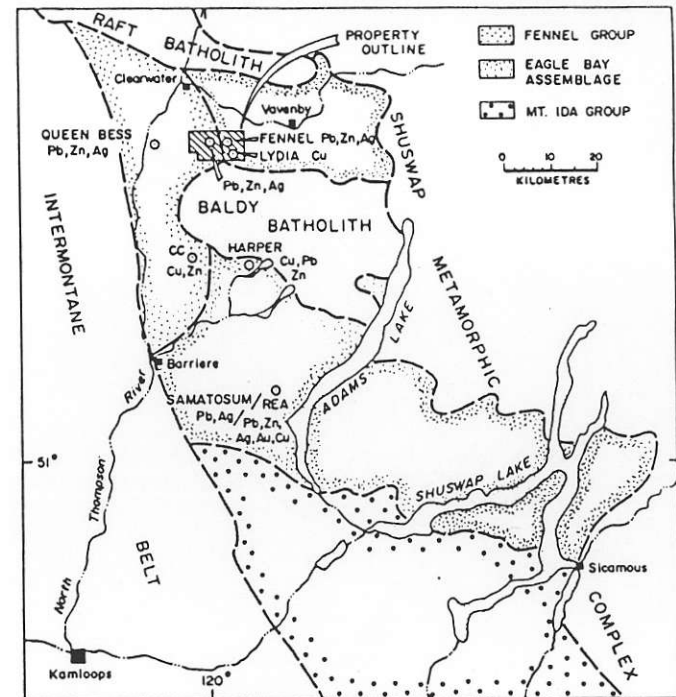 RAFT
BATHOLITH
PROPERTY
OUTLINE
FENNEL GROUP
EAGLE BAY
ASSEMBLAGE
MT. IDA GROUP
Clearwater
Vavenby
QUEEN BESS
Pb, Zn, Ag
FENNEL Pb, Zn, Ag
LYDIA Cu
Pb, Zn, Ag
SHUSWAP
0 10 20
KILOMETRES
BALDY
BATHOLITH
INTERMONTANE
CC
Cu, Zn
HARPER
Cu, Pb
Zn
METAMORPHIC
ADAMS LAKE
Barriere
River
SAMATOSUM/REA
Pb, Ag/Pb, Zn,
Ag, Au, Cu
51°
SHUSWAP LAKE
Thompson
North
BELT
Sicamous
COMPLEX
Kamloops
120